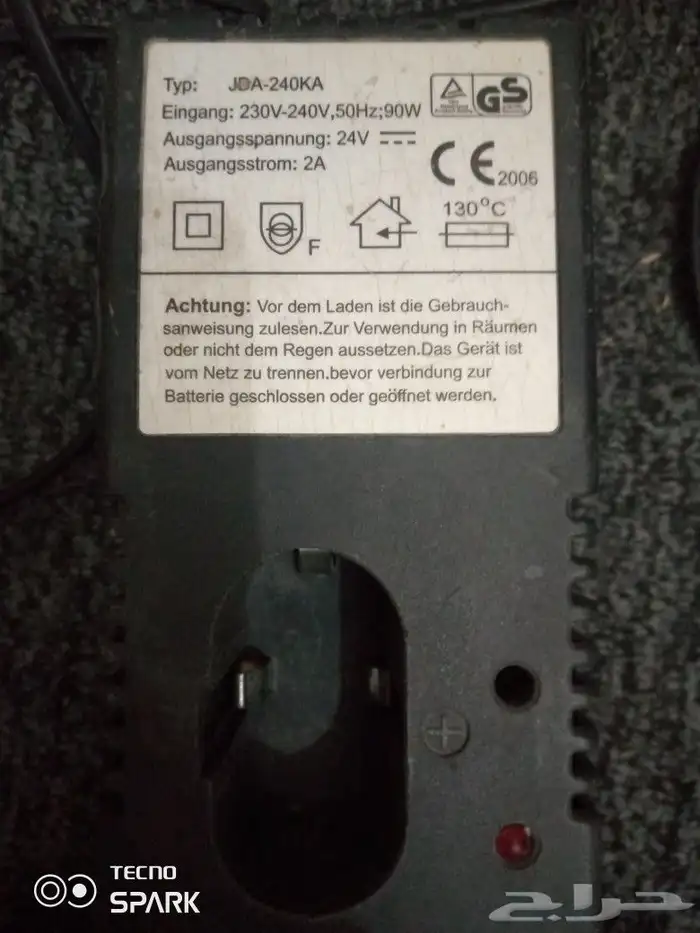 Typ: JDA-240KA
Eingang: 230V-240V,50Hz;90W
Ausgangsspannung: 24V
Ausgangsstrom: 2A
GS
CE 2006
F
130°C
Achtung: Vor dem Laden ist die Gebrauch-
sanweisung zulesen.Zur Verwendung in Räumen
oder nicht dem Regen aussetzen.Das Gerät ist
vom Netz zu trennen.bevor verbindung zur
Batterie geschlossen oder geöffnet werden.
+
TECNO
SPARK
حراج